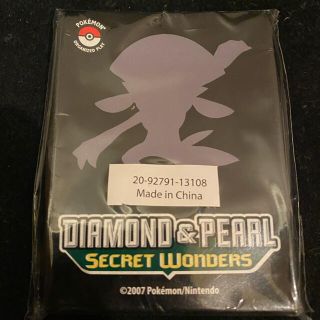 POKÉMON
ORGANIZED PLAY
20-92791-13108
Made in China
DIAMOND & PEARL
SECRET WONDERS
©2007 Pokémon/Nintendo